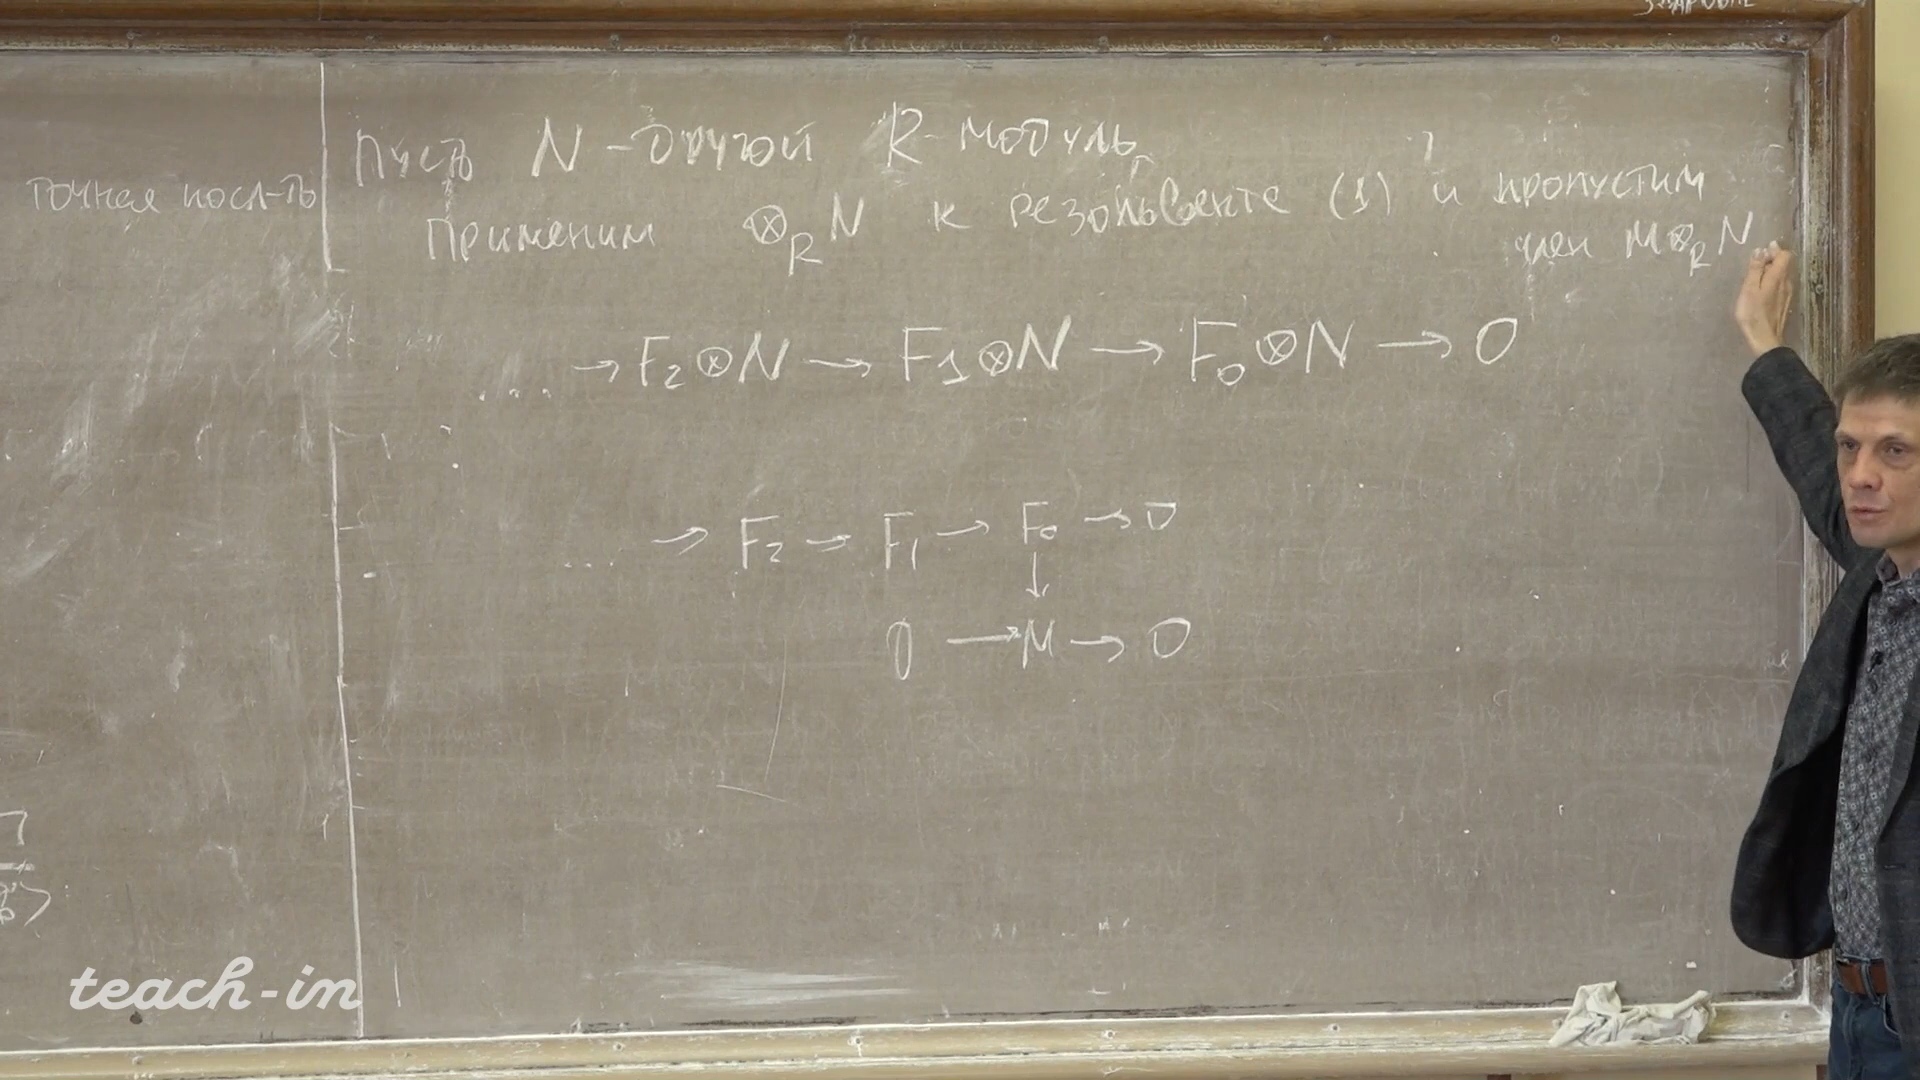 точная посл-ть
Пусть N - другой R-модуль,
Применим ⊗_R N к резольвенте (1) и пропустим
член M⊗_R N
... → F₂⊗N → F₁⊗N → F₀⊗N → 0
... → F₂ → F₁ → F₀ → 0
↓
0 → M → 0
teach-in